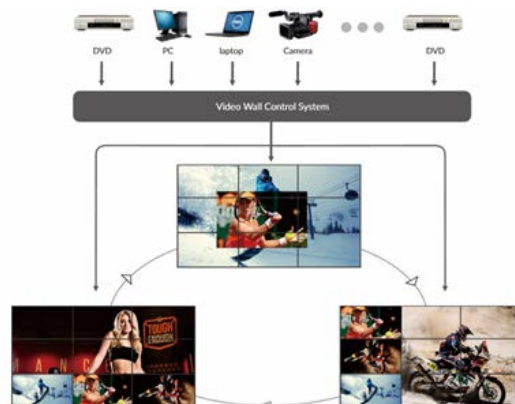 DVD PC laptop Camera DVD
Video Wall Control System
TOUGH
ENOUGH